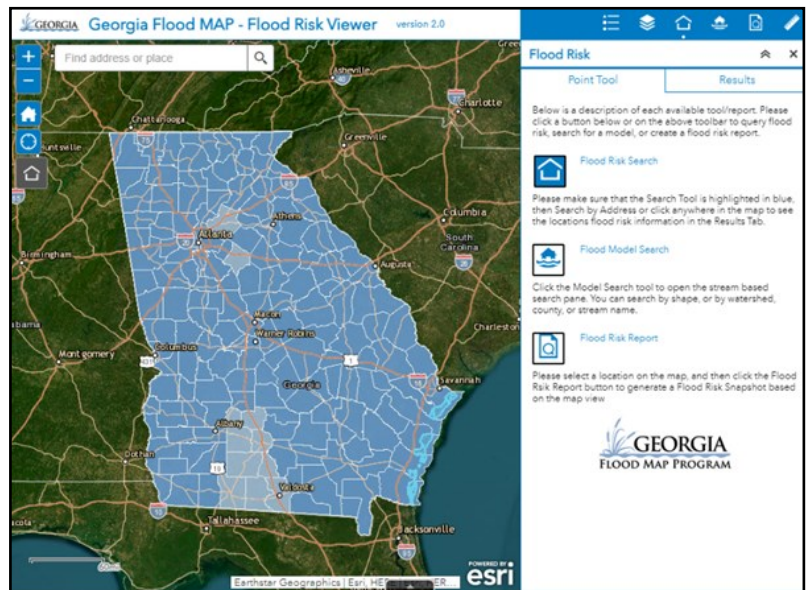 GEORGIA Georgia Flood MAP - Flood Risk Viewer version 2.0
Find address or place
Flood Risk
Point Tool Results
Below is a description of each available tool/report. Please
click a button below or on the above toolbar to query flood
risk, search for a model, or create a flood risk report.
Flood Risk Search
Please make sure that the Search Tool is highlighted in blue,
then Search by Address or click anywhere in the map to see
the locations flood risk information in the Results Tab.
Flood Model Search
Click the Model Search tool to open the stream based
search pane. You can search by shape, or by watershed,
county, or stream name.
Flood Risk Report
Please select a location on the map, and then click the Flood
Rsik Report button to generate a Flood Risk Snapshot based
on the map view
GEORGIA
FLOOD MAP PROGRAM
Asheville
Charlotte
Chattanooga
Greenville
untsville
Columbia
Athens
Atlanta
South
Carolina
Birmingham
Augusta
Macon
Warner Robins
Charleston
abama
Columbus
Montgomery
Georgia
Savannah
Albany
Dothan
Valdosta
Tallahassee
Jacksonville
Earthstar Geographics | Esri, HERE
POWERED BY
esri